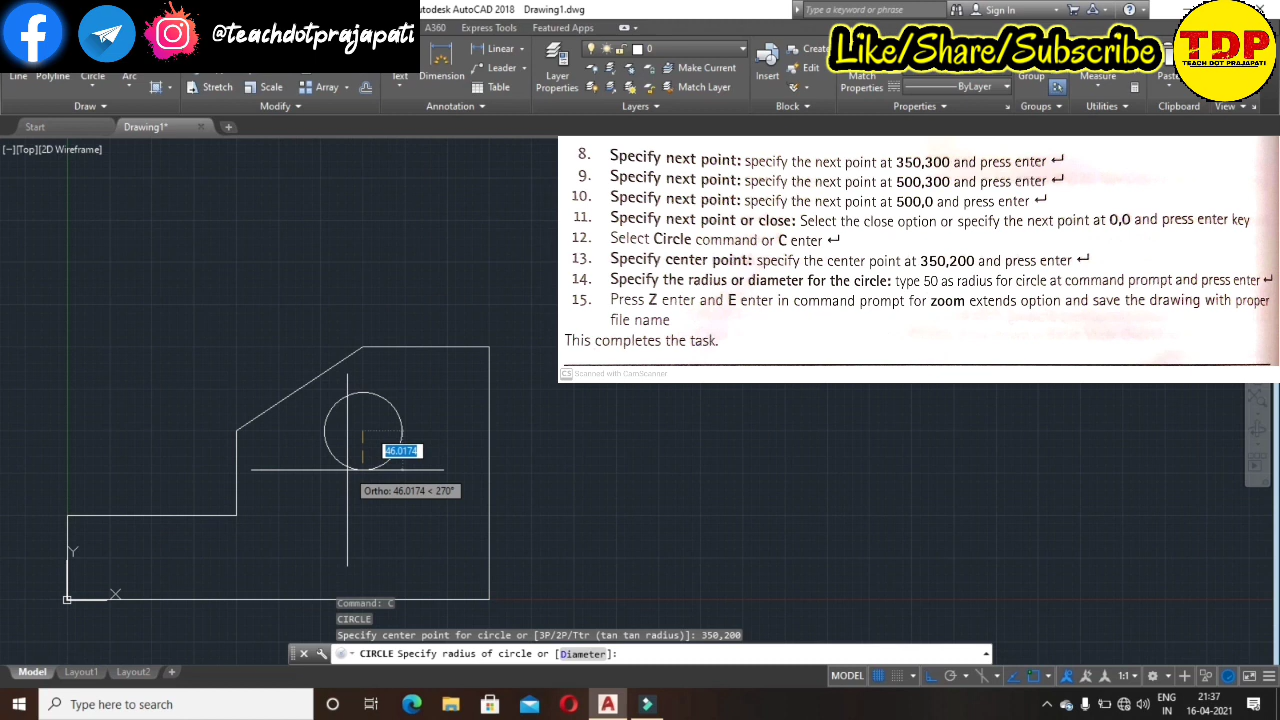 @teachdotprajapati
Autodesk AutoCAD 2018 Drawing1.dwg
Type a keyword or phrase
Sign In
Like/Share/Subscribe
TDP
TEACH DOT PRAJAPATI
A360 Express Tools Featured Apps
Line Polyline Circle Arc
Stretch Scale Array
Dimension
Linear
Table
Layer Properties
0
Make Current
Match Layer
Insert
Edit
Match Properties
ByLayer
Group
Measure
Draw Modify Annotation Layers Block Properties Groups Utilities Clipboard View
Start Drawing1*
[−][Top][2D Wireframe]
8. Specify next point: specify the next point at 350,300 and press enter ↵
9. Specify next point: specify the next point at 500,300 and press enter ↵
10. Specify next point: specify the next point at 500,0 and press enter ↵
11. Specify next point or close: Select the close option or specify the next point at 0,0 and press enter key
12. Select Circle command or C enter ↵
13. Specify center point: specify the center point at 350,200 and press enter ↵
14. Specify the radius or diameter for the circle: type 50 as radius for circle at command prompt and press enter ↵
15. Press Z enter and E enter in command prompt for zoom extends option and save the drawing with proper
file name
This completes the task.
CS Scanned with CamScanner
46.0174
Ortho: 46.0174 < 270°
Y
X
Command: C
CIRCLE
Specify center point for circle or [3P/2P/Ttr (tan tan radius)]: 350,200
CIRCLE Specify radius of circle or [Diameter]:
Model Layout1 Layout2
MODEL
1:1
Type here to search
ENG
IN
21:37
16-04-2021